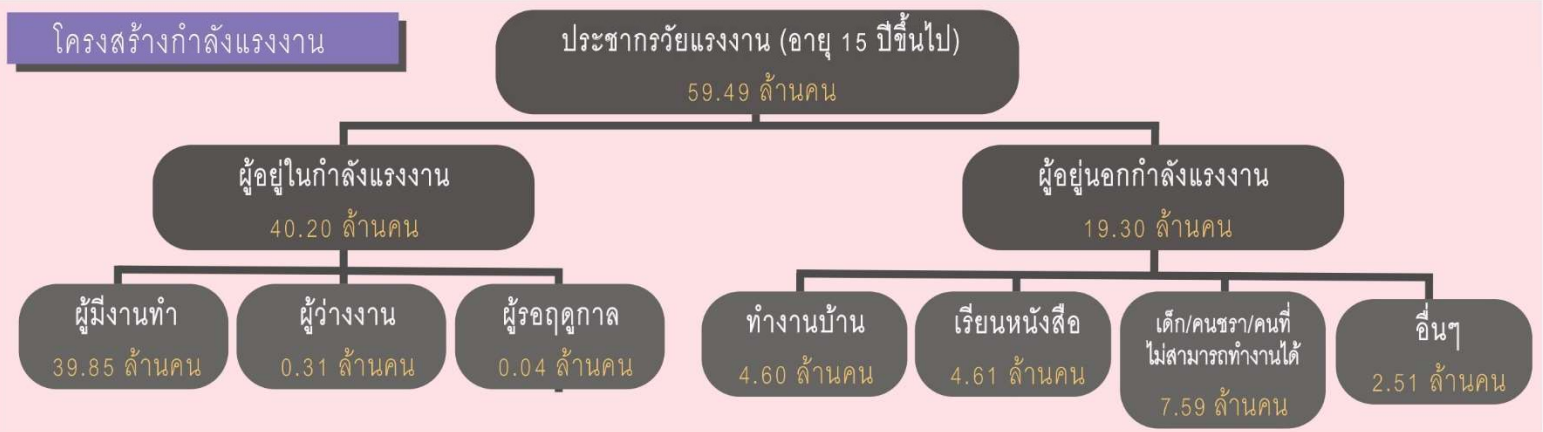 โครงสร้างกำลังแรงงาน
ประชากรวัยแรงงาน (อายุ 15 ปีขึ้นไป)
59.49 ล้านคน
ผู้อยู่ในกำลังแรงงาน
40.20 ล้านคน
ผู้อยู่นอกกำลังแรงงาน
19.30 ล้านคน
ผู้มีงานทำ
39.85 ล้านคน
ผู้ว่างงาน
0.31 ล้านคน
ผู้รอฤดูกาล
0.04 ล้านคน
ทำงานบ้าน
4.60 ล้านคน
เรียนหนังสือ
4.61 ล้านคน
เด็ก/คนชรา/คนที่
ไม่สามารถทำงานได้
7.59 ล้านคน
อื่นๆ
2.51 ล้านคน